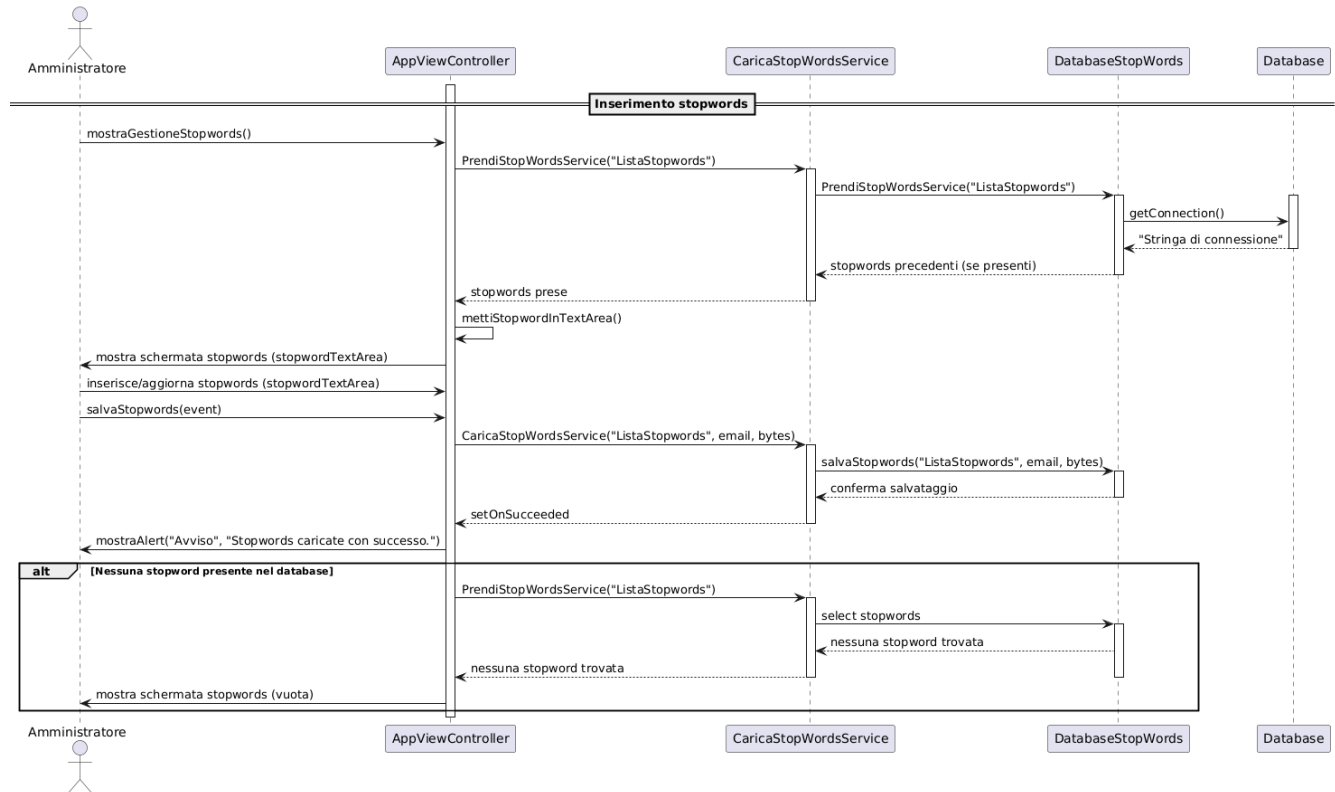 Amministratore
AppViewController
CaricaStopWordsService
DatabaseStopWords
Database
Inserimento stopwords
mostraGestioneStopwords()
PrendiStopWordsService("ListaStopwords")
PrendiStopWordsService("ListaStopwords")
getConnection()
"Stringa di connessione"
stopwords precedenti (se presenti)
stopwords prese
mettiStopwordInTextArea()
mostra schermata stopwords (stopwordTextArea)
inserisce/aggiorna stopwords (stopwordTextArea)
salvaStopwords(event)
CaricaStopWordsService("ListaStopwords", email, bytes)
salvaStopwords("ListaStopwords", email, bytes)
conferma salvataggio
setOnSucceeded
mostraAlert("Avviso", "Stopwords caricate con successo.")
alt
[Nessuna stopword presente nel database]
PrendiStopWordsService("ListaStopwords")
select stopwords
nessuna stopword trovata
nessuna stopword trovata
mostra schermata stopwords (vuota)
Amministratore
AppViewController
CaricaStopWordsService
DatabaseStopWords
Database